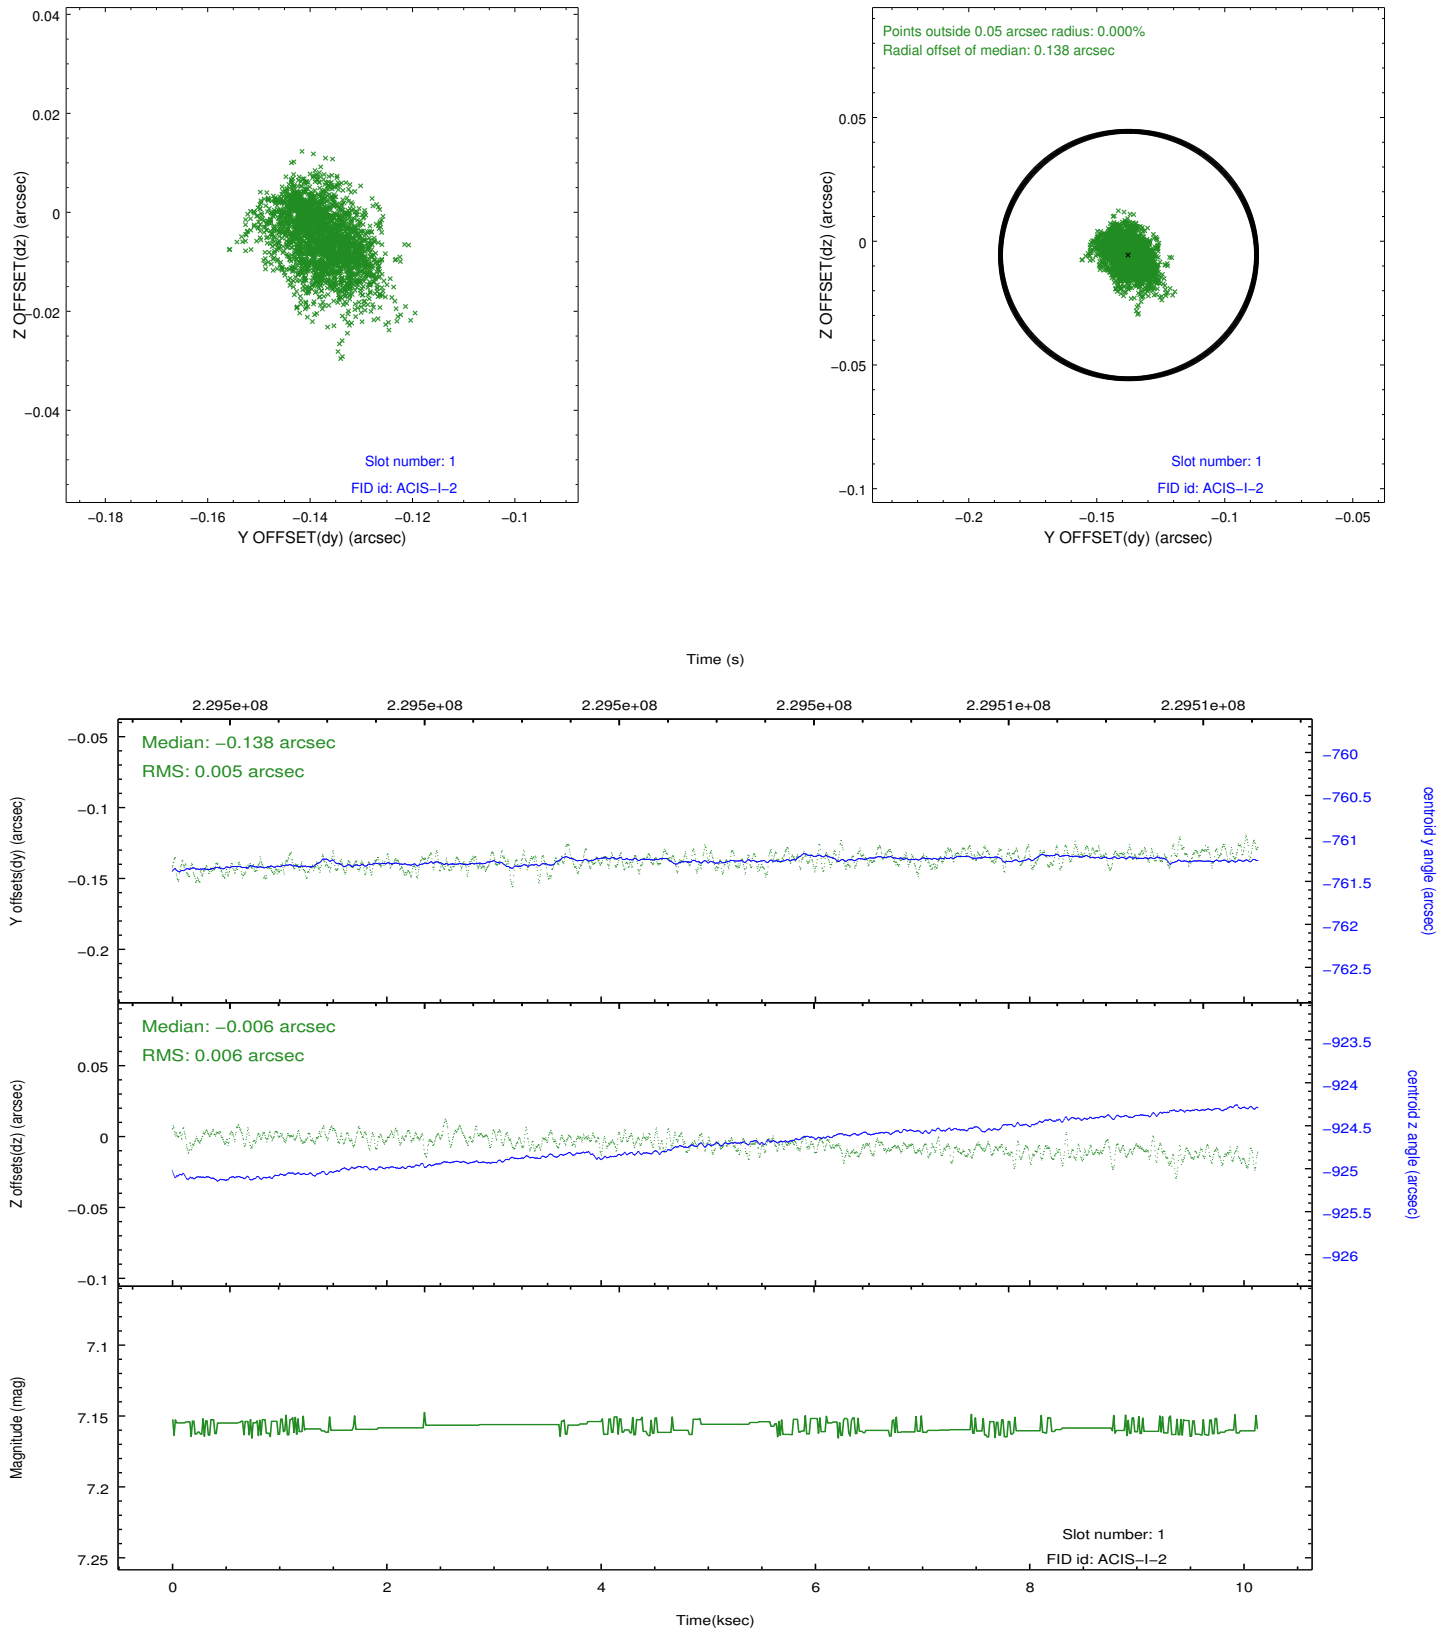 0.04
0.02
0
−0.02
−0.04
Z OFFSET(dz) (arcsec)
Slot number: 1
FID id: ACIS−I−2
−0.18 −0.16 −0.14 −0.12 −0.1
Y OFFSET(dy) (arcsec)
Points outside 0.05 arcsec radius: 0.000%
Radial offset of median: 0.138 arcsec
0.05
0
−0.05
−0.1
Z OFFSET(dz) (arcsec)
Slot number: 1
FID id: ACIS−I−2
−0.2 −0.15 −0.1 −0.05
Y OFFSET(dy) (arcsec)
Time (s)
2.295e+08 2.295e+08 2.295e+08 2.295e+08 2.2951e+08 2.2951e+08
Median: −0.138 arcsec
RMS: 0.005 arcsec
−0.05
−0.1
−0.15
−0.2
Y offsets(dy) (arcsec)
−760
−760.5
−761
−761.5
−762
−762.5
centroid y angle (arcsec)
Median: −0.006 arcsec
RMS: 0.006 arcsec
0.05
0
−0.05
−0.1
Z offsets(dz) (arcsec)
−923.5
−924
−924.5
−925
−925.5
−926
centroid z angle (arcsec)
7.1
7.15
7.2
7.25
Magnitude (mag)
Slot number: 1
FID id: ACIS−I−2
0 2 4 6 8 10
Time(ksec)